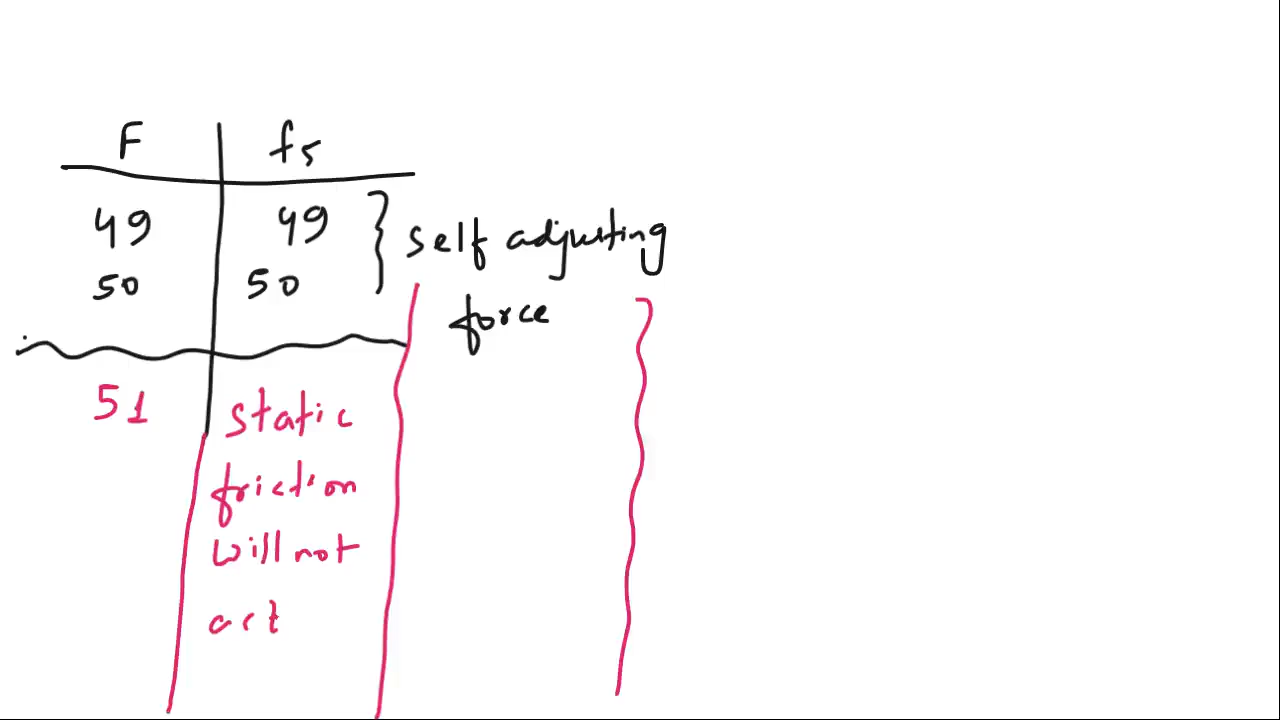 F fs
49 49
50 50
self adjusting
force
51 static
friction
will not
act